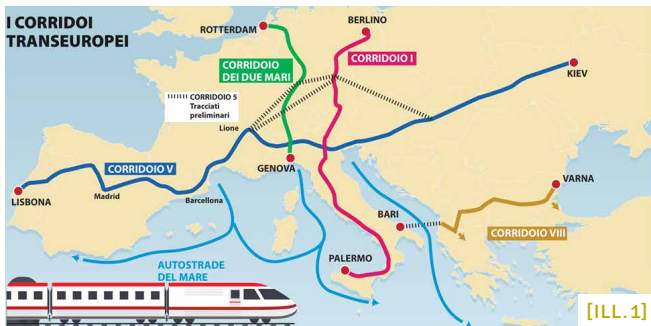 I CORRIDOI
TRANSEUROPEI
ROTTERDAM
BERLINO
CORRIDOIO
DEI DUE MARI
CORRIDOIO I
KIEV
CORRIDOIO 5
Tracciati
preliminari
Lione
CORRIDOIO V
GENOVA
VARNA
LISBONA
Madrid
Barcellona
BARI
CORRIDOIO VIII
AUTOSTRADE
DEL MARE
PALERMO
[ILL.1]